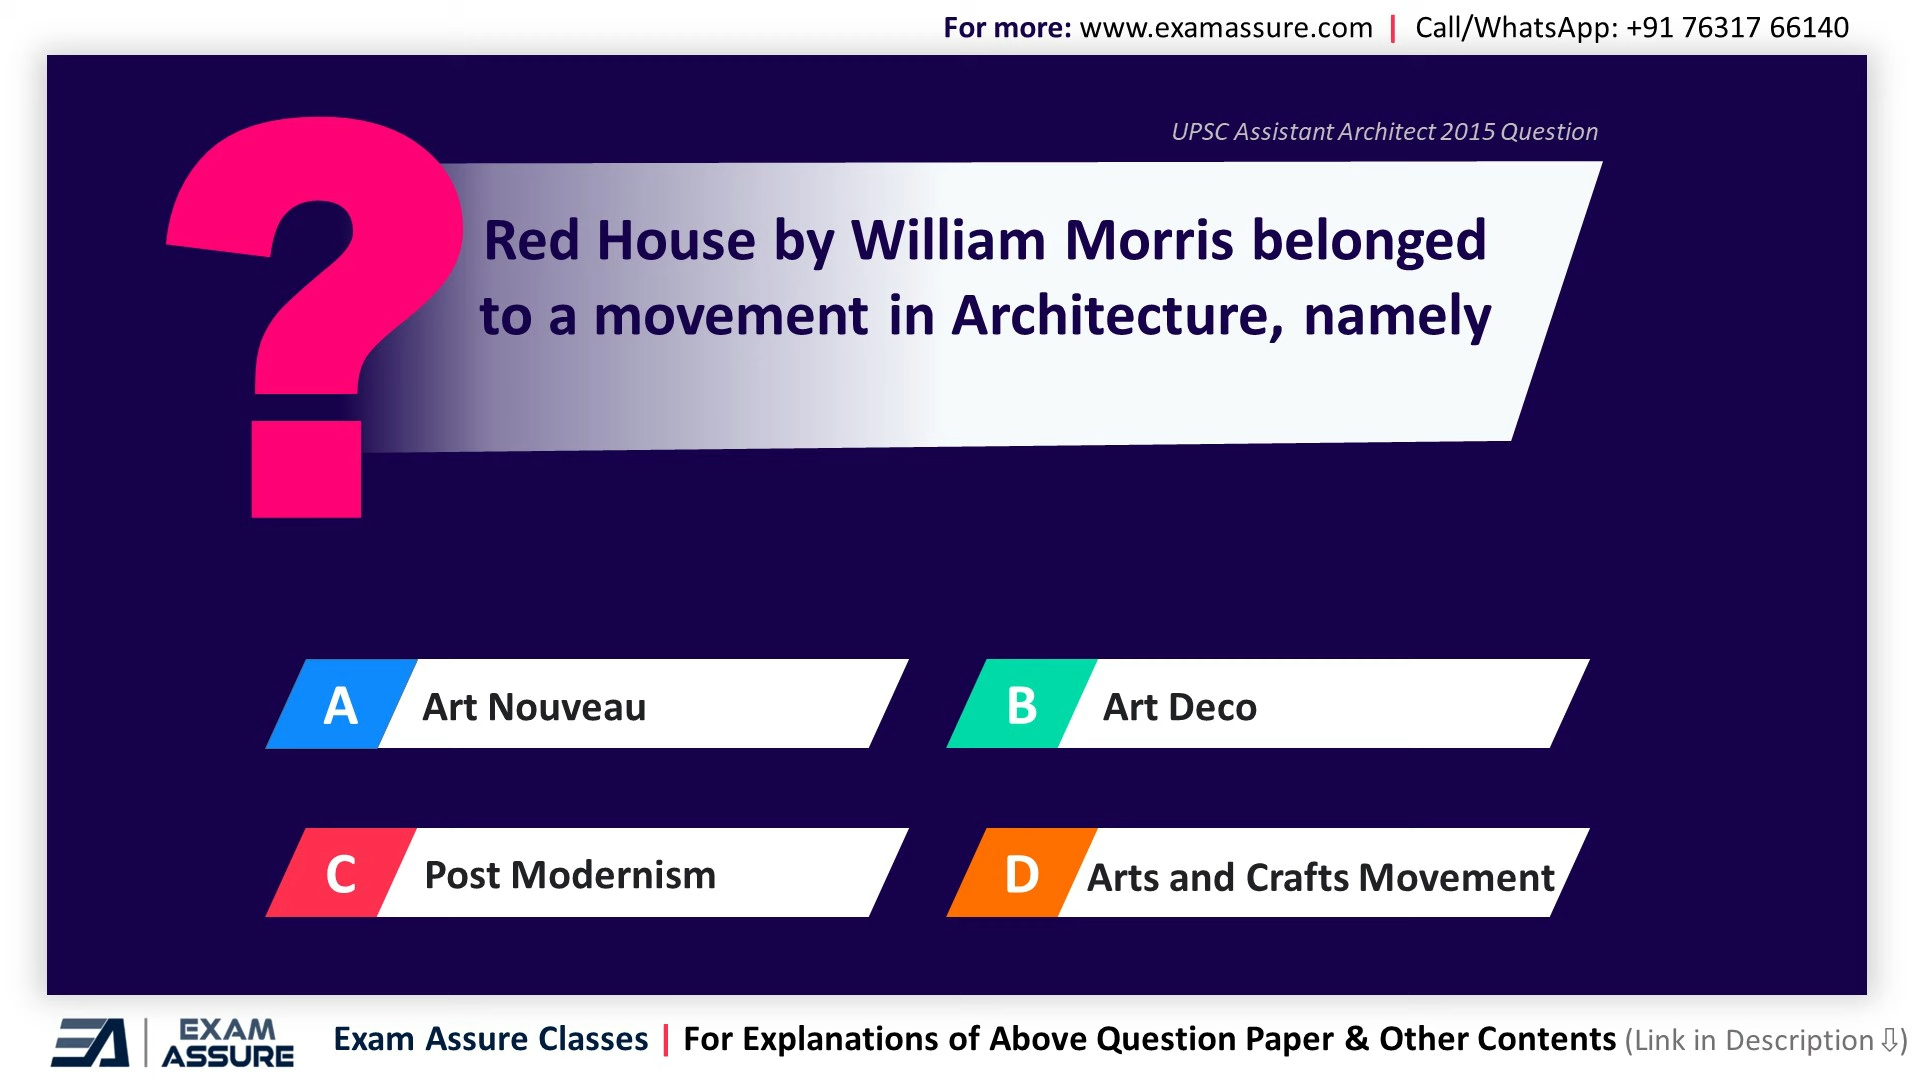 For more: www.examassure.com | Call/WhatsApp: +91 76317 66140
UPSC Assistant Architect 2015 Question
?
Red House by William Morris belonged
to a movement in Architecture, namely
A Art Nouveau
B Art Deco
C Post Modernism
D Arts and Crafts Movement
EA | EXAM
ASSURE
Exam Assure Classes | For Explanations of Above Question Paper & Other Contents (Link in Description ⇩)